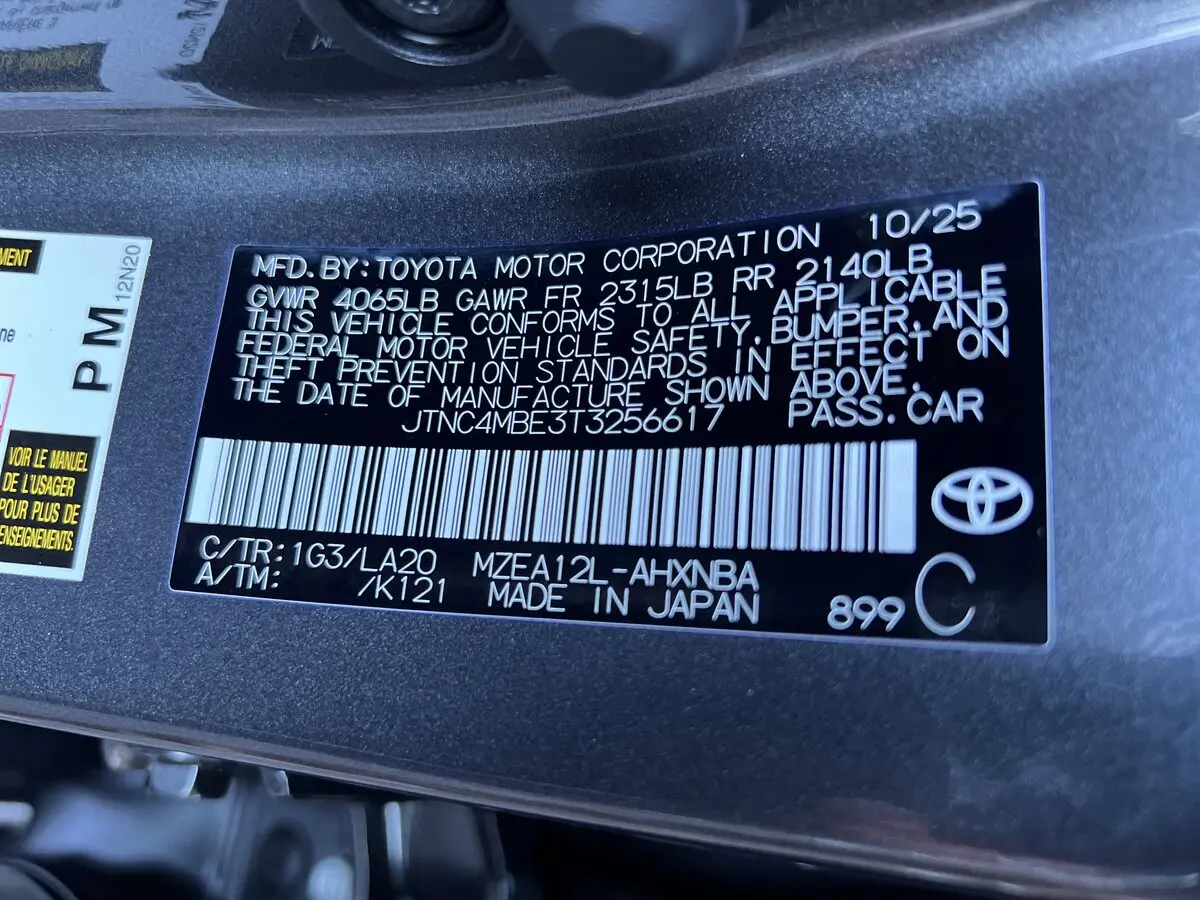 MENT
ne
PM
12N20
VOIR LE MANUEL
DE L'USAGER
POUR PLUS DE
ENSEIGNEMENTS.
MFD.BY:TOYOTA MOTOR CORPORATION 10/25
GVWR 4065LB GAWR FR 2315LB RR 2140LB
THIS VEHICLE CONFORMS TO ALL APPLICABLE
FEDERAL MOTOR VEHICLE SAFETY,BUMPER,AND
THEFT PREVENTION STANDARDS IN EFFECT ON
THE DATE OF MANUFACTURE SHOWN ABOVE.
JTNC4MBE3T3256617 PASS.CAR
C/TR:1G3/LA20 MZEA12L-AHXNBA
A/TM: /K121 MADE IN JAPAN 899 C